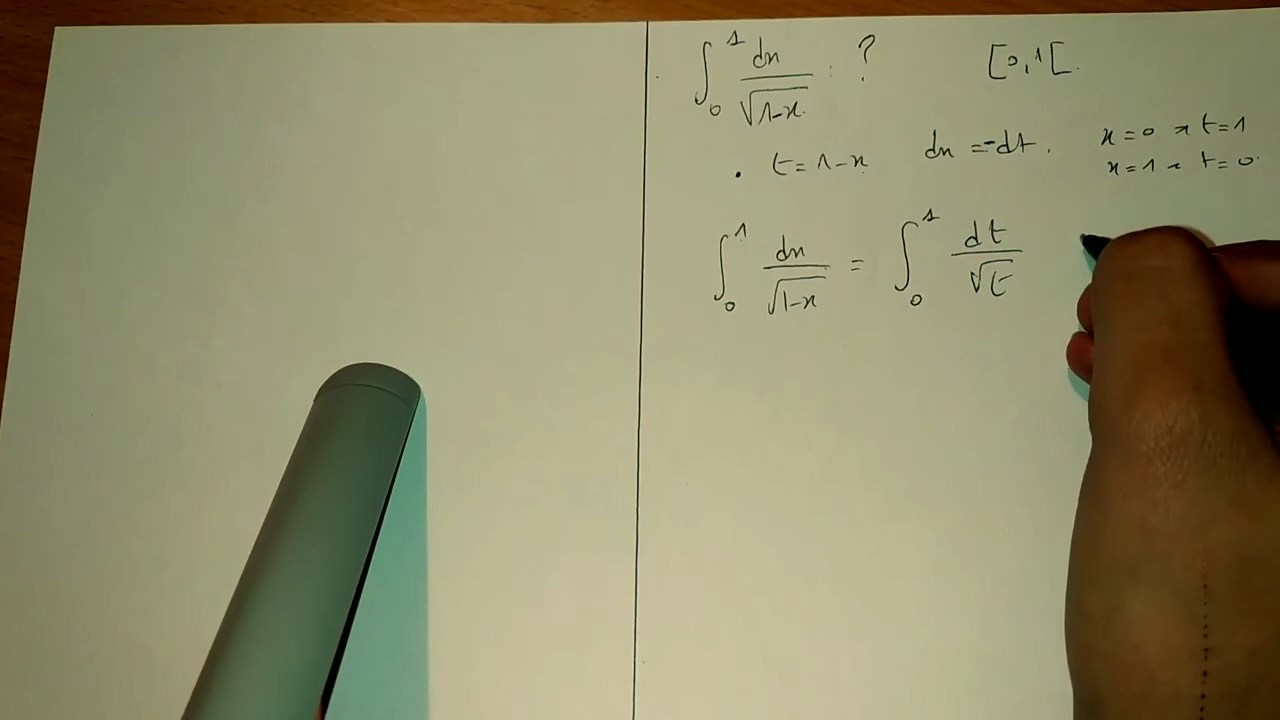 ∫₀¹ dx/√(1-x) : ? [0,1[.
• t = 1-x dx = -dt. x=0 → t=1
x=1 → t=0.
∫₀¹ dx/√(1-x) = ∫₀¹ dt/√t